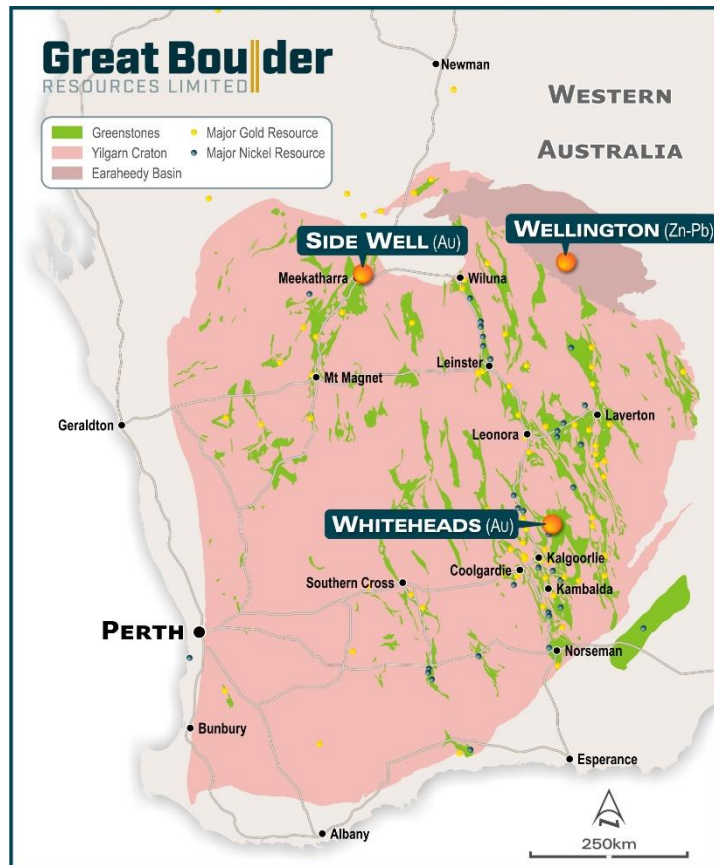 Great Boulder
RESOURCES LIMITED
Greenstones
Yilgarn Craton
Earaheedy Basin
Major Gold Resource
Major Nickel Resource
Newman
WESTERN
AUSTRALIA
SIDE WELL (Au)
WELLINGTON (Zn-Pb)
Meekatharra
Wiluna
Leinster
Mt Magnet
Geraldton
Laverton
Leonora
WHITEHEADS (Au)
Kalgoorlie
Coolgardie
Southern Cross
Kambalda
PERTH
Norseman
Bunbury
Esperance
Albany
N
250km